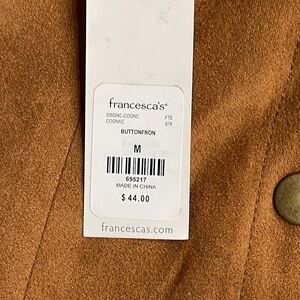 francesca's®
COGNAC
BUTTONFRON
M
695217
MADE IN CHINA
$44.00
francescas.com